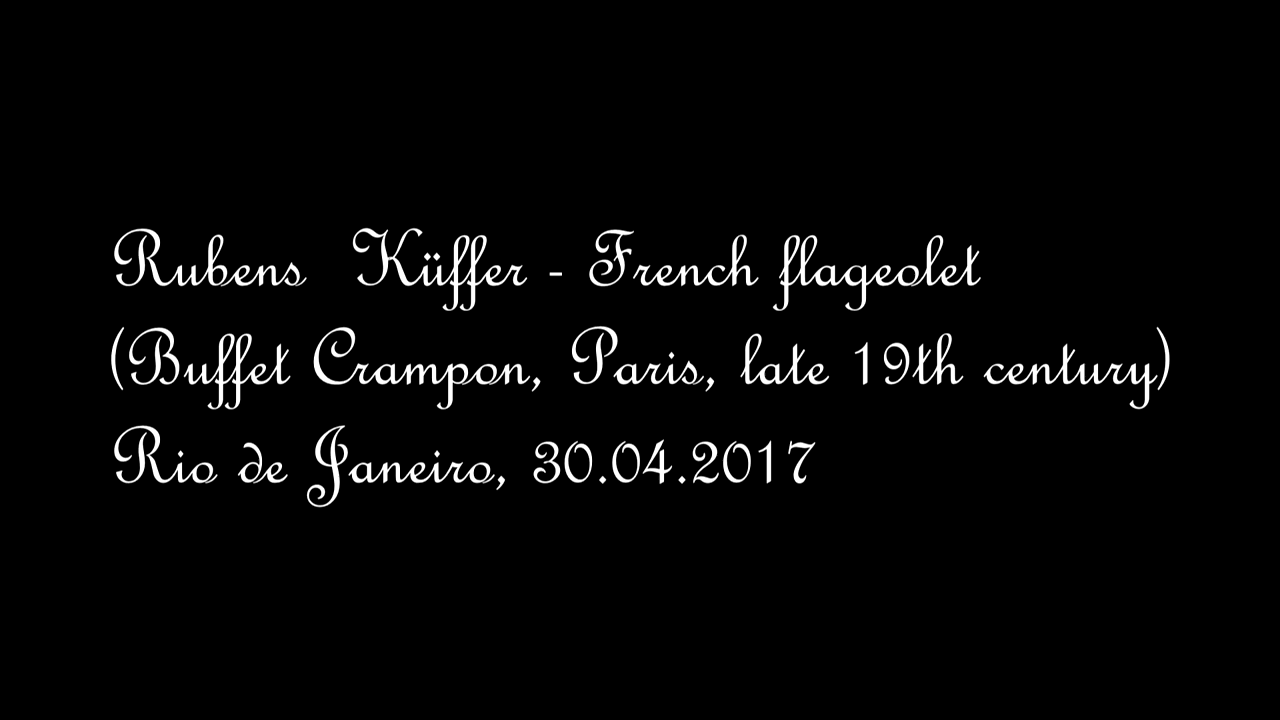 Rubens Küffer - French flageolet
(Buffet Crampon, Paris, late 19th century)
Rio de Janeiro, 30.04.2017